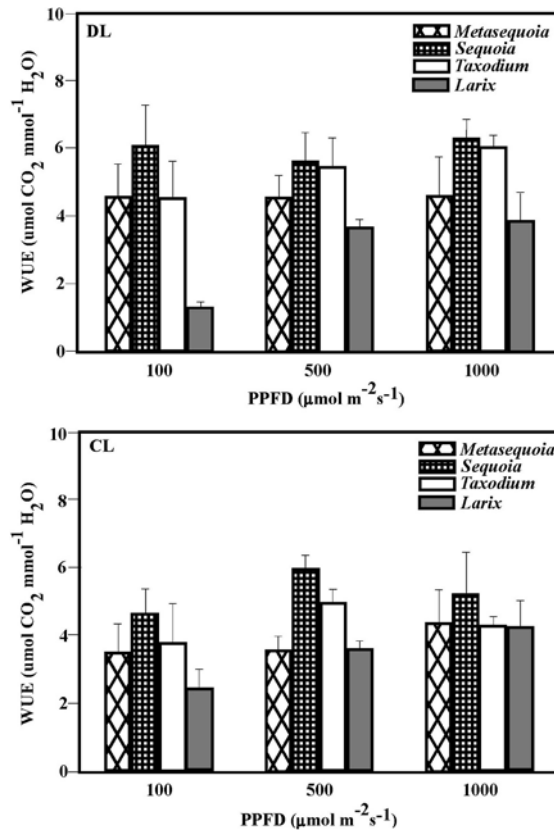 DL
Metasequoia
Sequoia
Taxodium
Larix
10
8
6
4
2
0
WUE (umol CO2 mmol-1 H2O)
100 500 1000
PPFD (μmol m-2s-1)
CL
Metasequoia
Sequoia
Taxodium
Larix
10
8
6
4
2
0
WUE (umol CO2 mmol-1 H2O)
100 500 1000
PPFD (μmol m-2s-1)